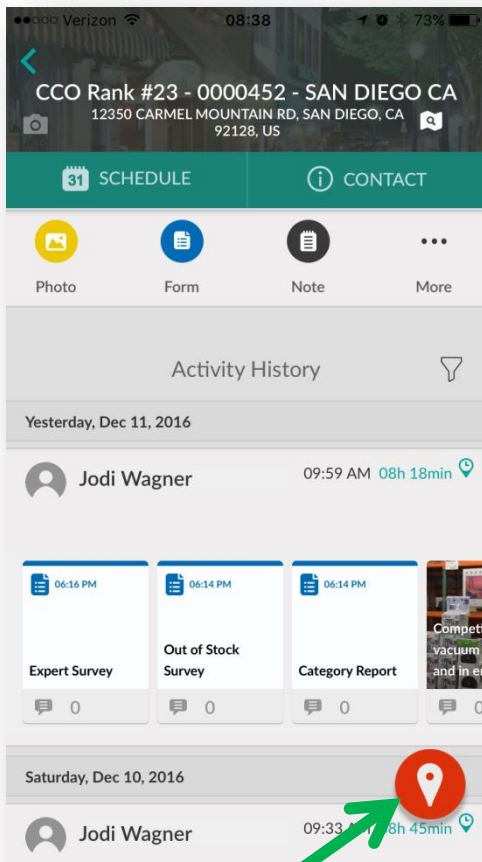 Verizon 08:38 73%
CCO Rank #23 - 0000452 - SAN DIEGO CA
12350 CARMEL MOUNTAIN RD, SAN DIEGO, CA
92128, US
31 SCHEDULE CONTACT
Photo Form Note More
Activity History
Yesterday, Dec 11, 2016
Jodi Wagner 09:59 AM 08h 18min
06:16 PM 06:14 PM 06:14 PM
Competi
Out of Stock vacuum
Expert Survey Survey Category Report and in
0 0 0 0
Saturday, Dec 10, 2016
Jodi Wagner 09:33 8h 45min